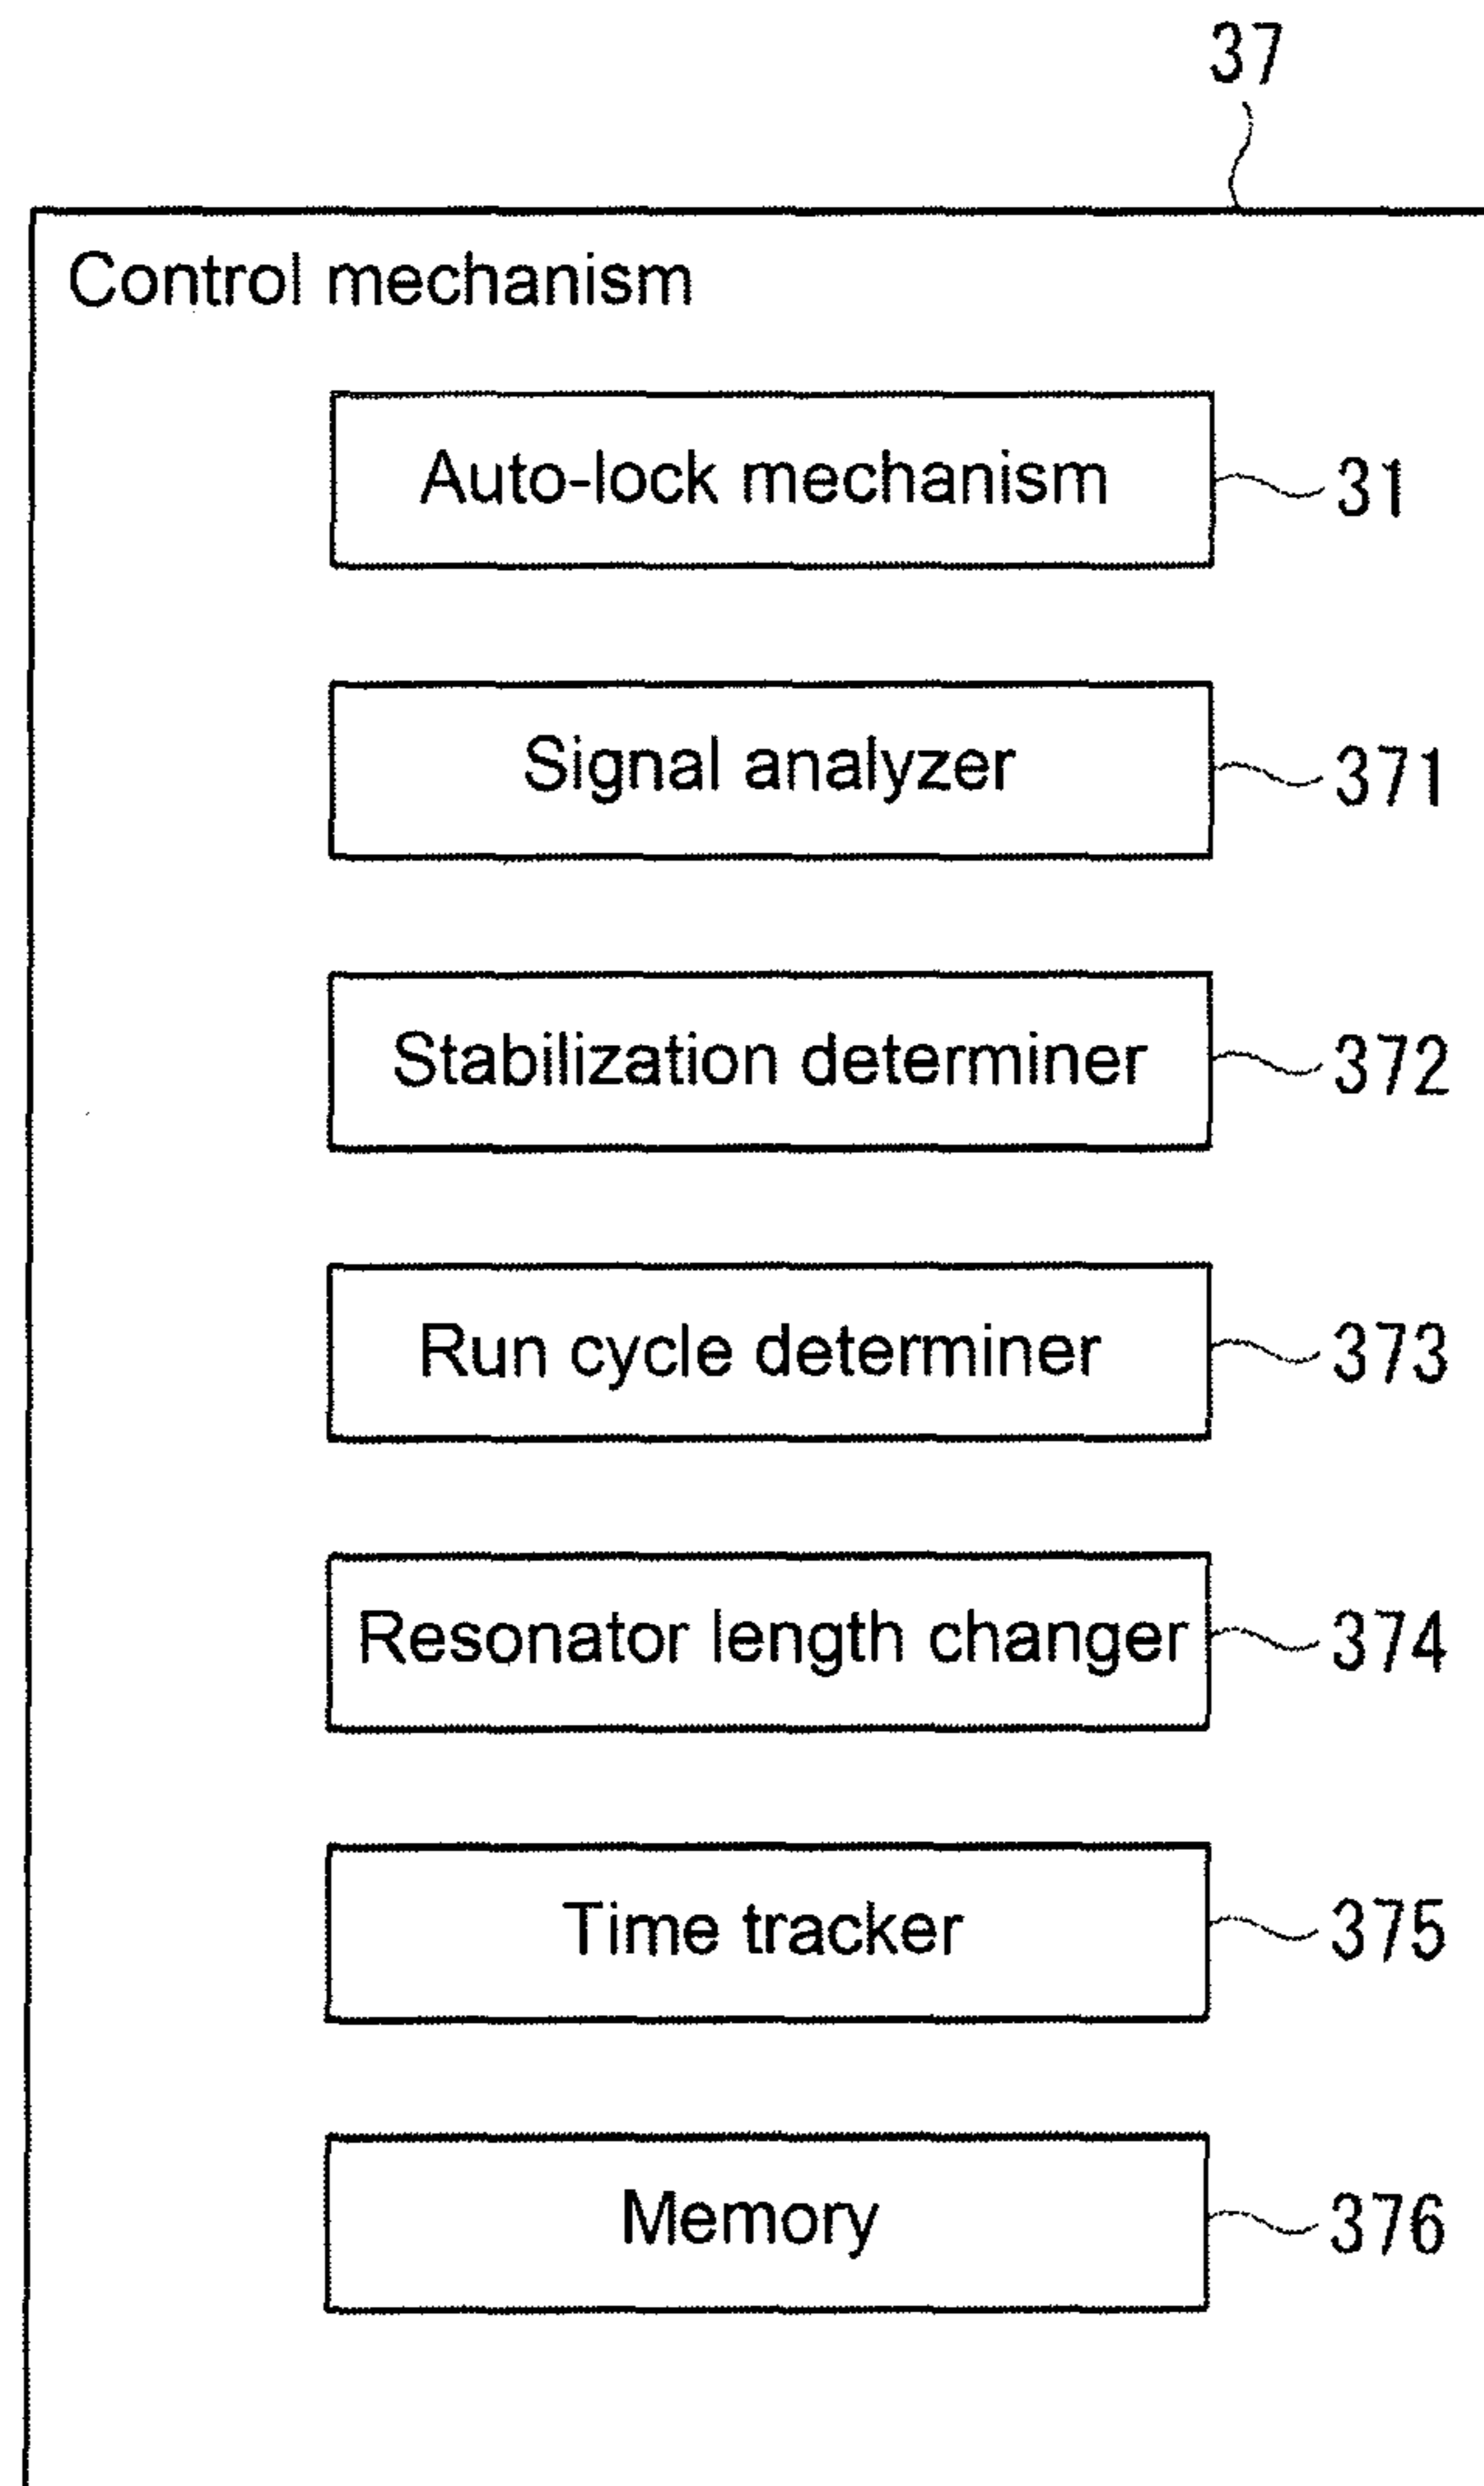 37
Control mechanism
Auto-lock mechanism 31
Signal analyzer 371
Stabilization determiner 372
Run cycle determiner 373
Resonator length changer 374
Time tracker 375
Memory 376